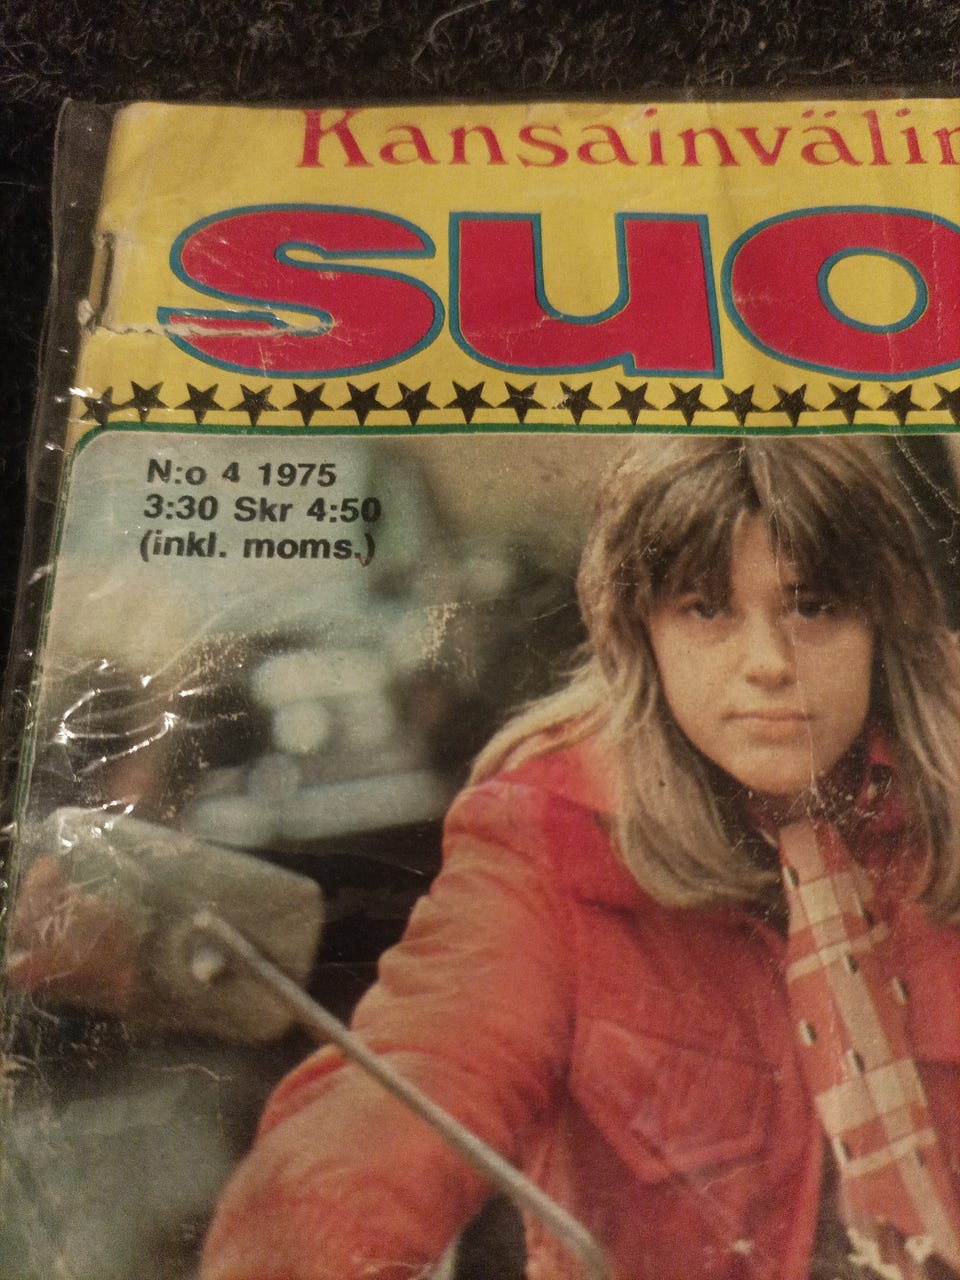 Kansainvälin
SUO
N:o 4 1975
3:30 Skr 4:50
(inkl. moms.)